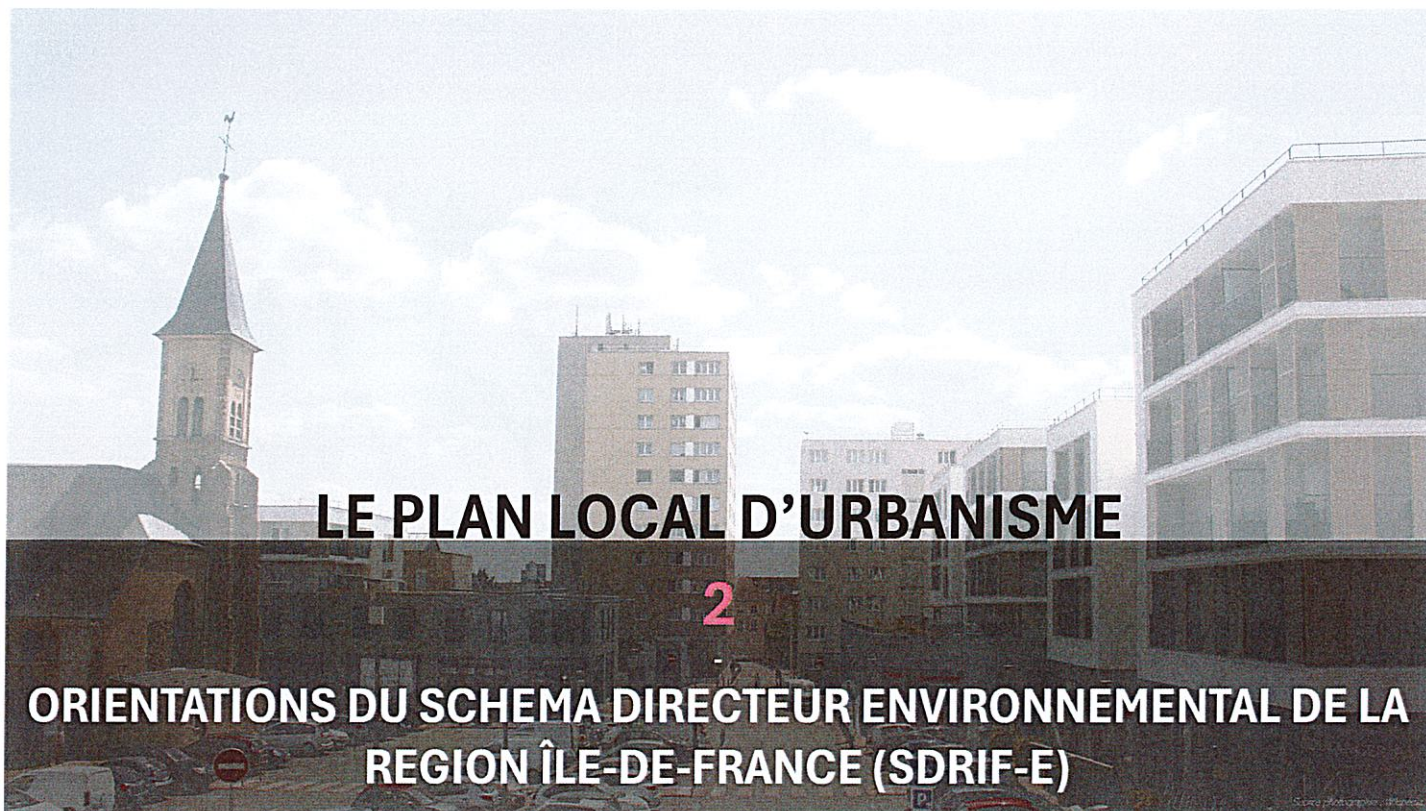 LE PLAN LOCAL D'URBANISME
2
ORIENTATIONS DU SCHEMA DIRECTEUR ENVIRONNEMENTAL DE LA
REGION ÎLE-DE-FRANCE (SDRIF-E)
P